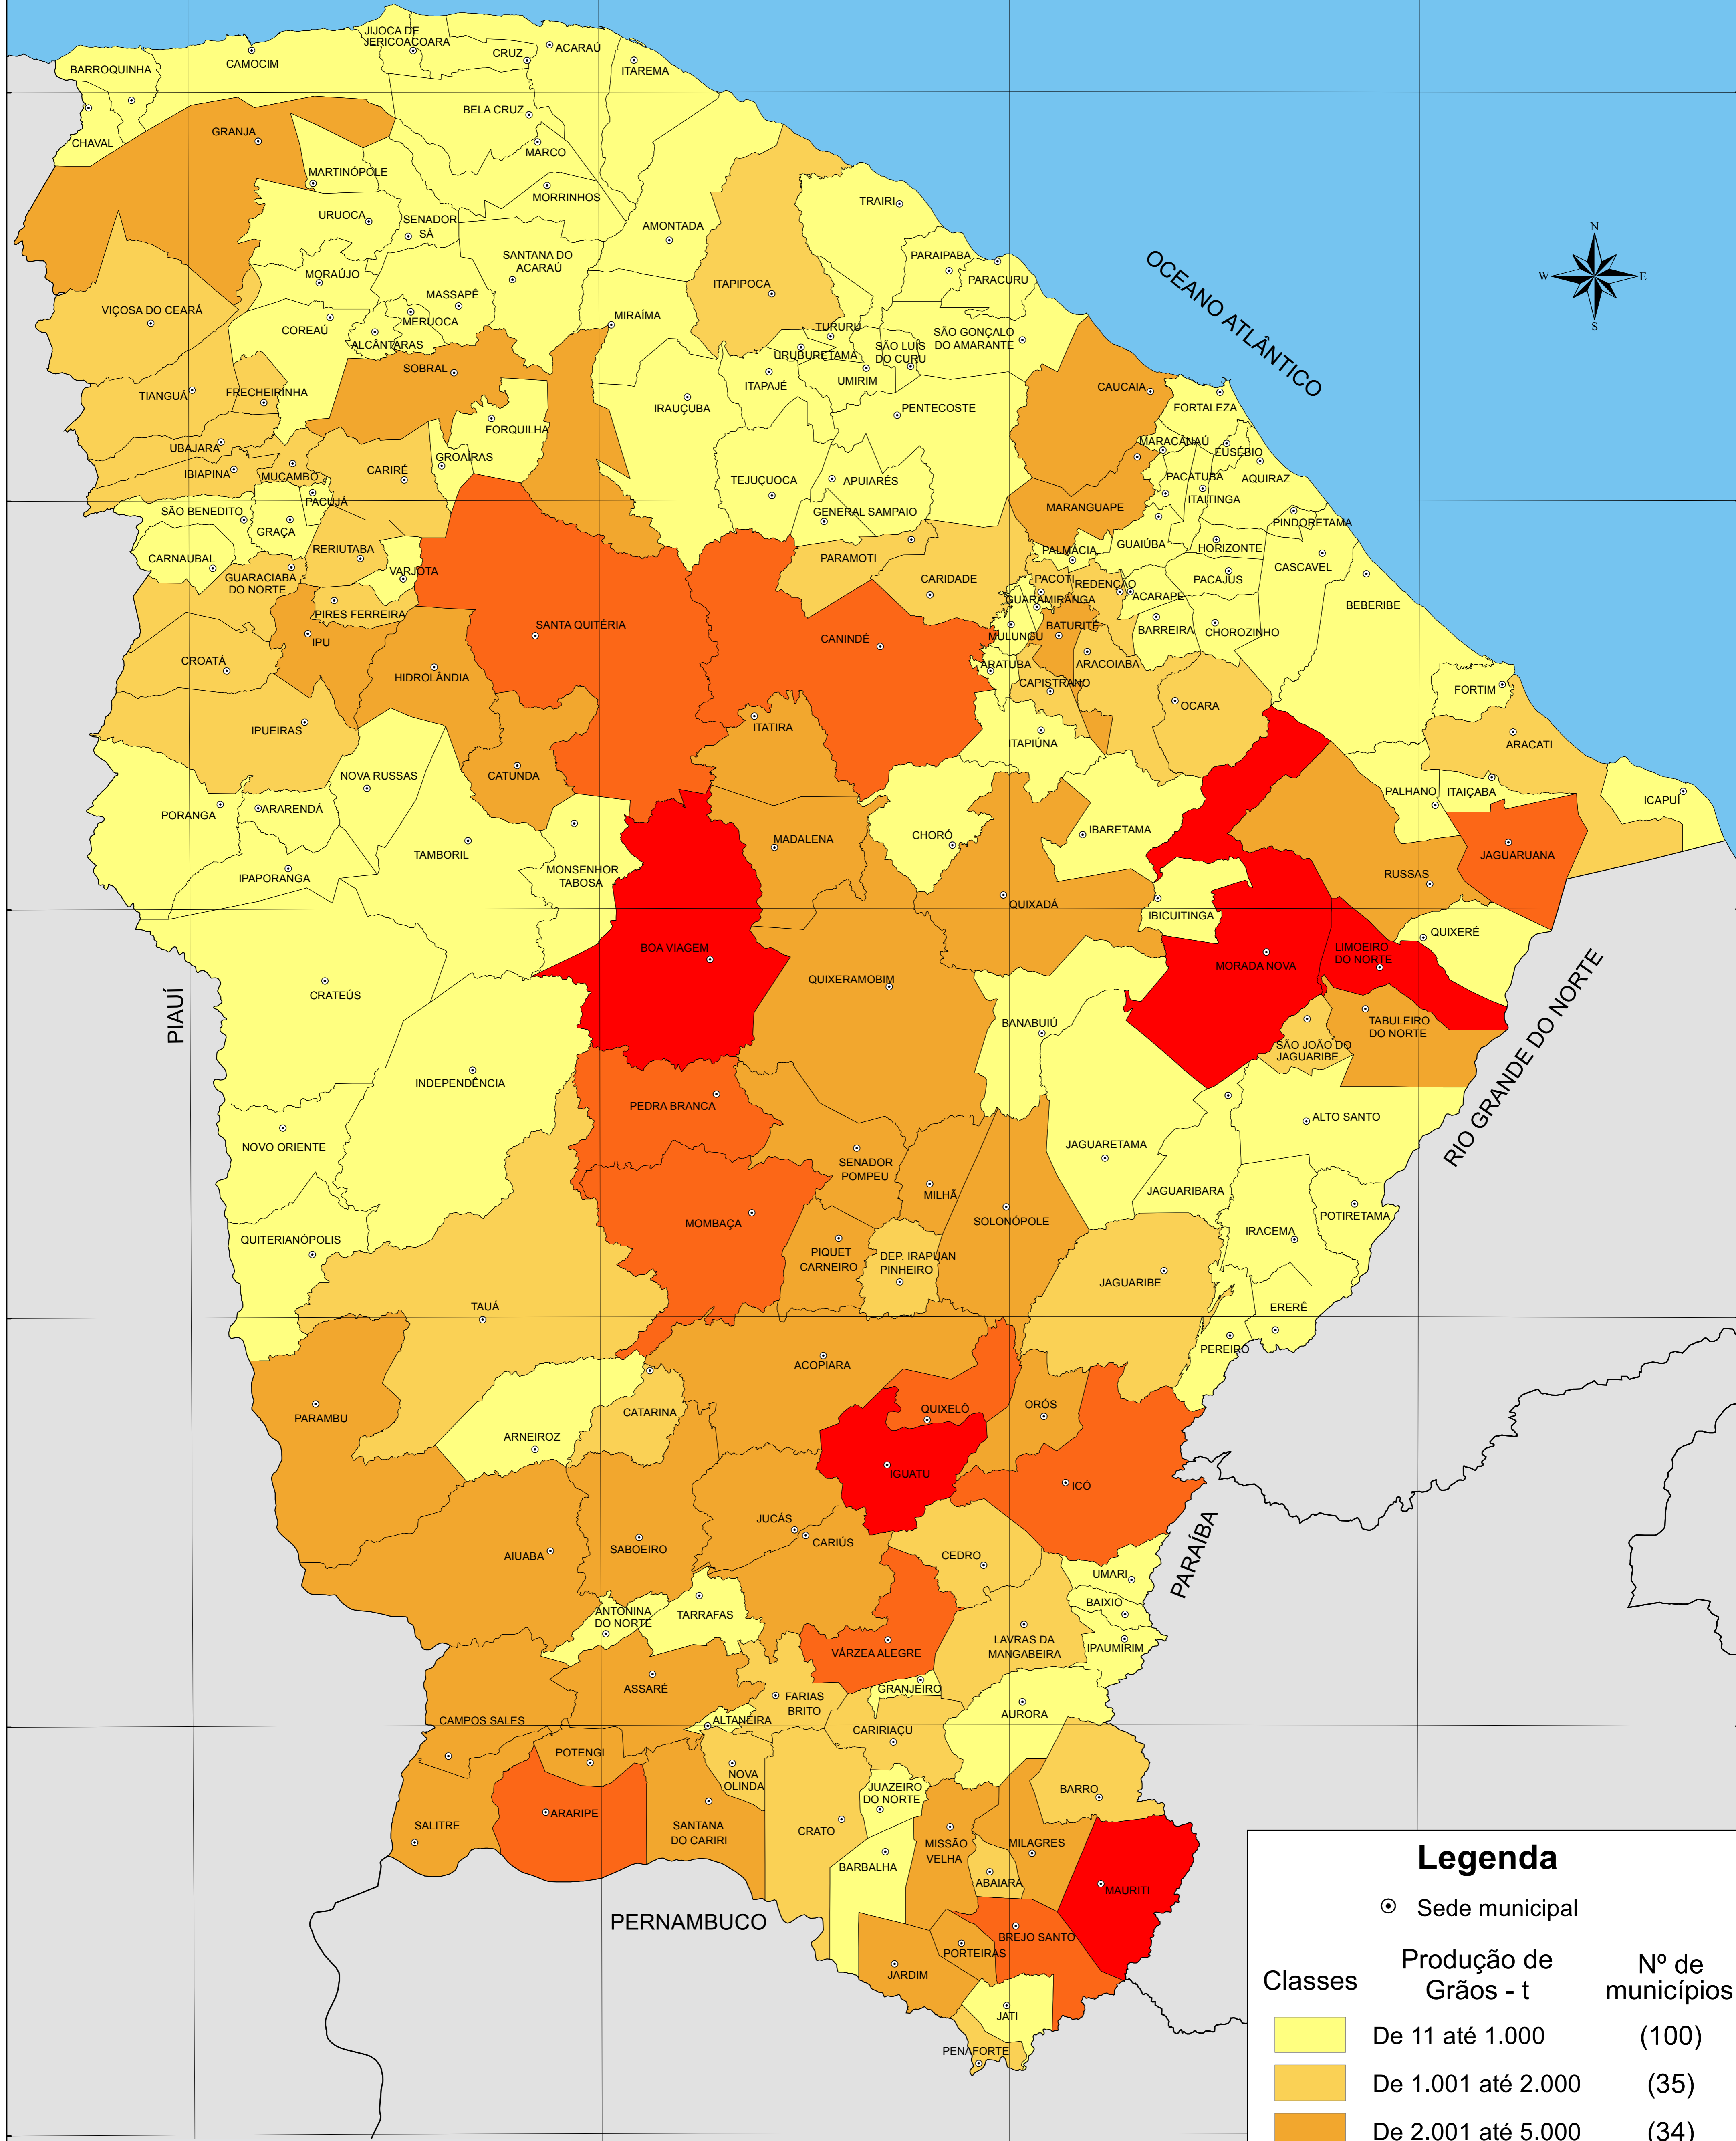 JIJOCA DE
JERICOACOARA
CRUZ
ACARAÚ
BARROQUINHA
CAMOCIM
ITAREMA
BELA CRUZ
GRANJA
CHAVAL
MARCO
MARTINÓPOLE
MORRINHOS
TRAIRI
URUOCA
SENADOR
SÁ
AMONTADA
N
SANTANA DO
ACARAÚ
PARAIPABA
W
E
S
MORAÚJO
PARACURU
ITAPIPOCA
MASSAPÊ
VIÇOSA DO CEARÁ
MIRAÍMA
MERUOCA
COREAÚ
TURURU
SÃO GONÇALO
DO AMARANTE
OCEANO ATLÂNTICO
ALCÂNTARAS
URUBURETAMA
SÃO LUÍS
DO CURU
SOBRAL
ITAPAJÉ
UMIRIM
CAUCAIA
TIANGUÁ
FRECHEIRINHA
IRAUÇUBA
PENTECOSTE
FORTALEZA
FORQUILHA
MARACANAÚ
UBAJARA
EUSÉBIO
GROAÍRAS
IBIAPINA
MUCAMBO
CARIRÉ
TEJUÇUOCA
APUIARÉS
PACATUBA
AQUIRAZ
PACUJÁ
ITAITINGA
SÃO BENEDITO
GENERAL SAMPAIO
MARANGUAPE
PINDORETAMA
GRAÇA
CARNAUBAL
RERIUTABA
PARAMOTI
PALMÁCIA
GUAIÚBA
HORIZONTE
VARJOTA
CASCAVEL
GUARACIABA
DO NORTE
CARIDADE
PACOTI
REDENÇÃO
PACAJUS
GUARAMIRANGA
ACARAPE
BEBERIBE
PIRES FERREIRA
SANTA QUITÉRIA
CANINDÉ
BATURITÉ
BARREIRA
CHOROZINHO
IPU
MULUNGU
CROATÁ
ARATUBA
ARACOIABA
HIDROLÂNDIA
CAPISTRANO
FORTIM
OCARA
IPUEIRAS
ITATIRA
ITAPIÚNA
ARACATI
NOVA RUSSAS
CATUNDA
PALHANO
ITAIÇABA
ICAPUÍ
PORANGA
ARARENDÁ
MADALENA
CHORÓ
IBARETAMA
TAMBORIL
JAGUARUANA
MONSENHOR
TABOSA
IPAPORANGA
RUSSAS
QUIXADÁ
IBICUITINGA
BOA VIAGEM
QUIXERÉ
LIMOEIRO
DO NORTE
MORADA NOVA
QUIXERAMOBIM
CRATEÚS
PIAUÍ
BANABUIÚ
TABULEIRO
DO NORTE
SÃO JOÃO DO
JAGUARIBE
RIO GRANDE DO NORTE
INDEPENDÊNCIA
PEDRA BRANCA
ALTO SANTO
NOVO ORIENTE
JAGUARETAMA
SENADOR
POMPEU
MILHÃ
JAGUARIBARA
POTIRETAMA
MOMBAÇA
SOLONÓPOLE
IRACEMA
QUITERIANÓPOLIS
PIQUET
CARNEIRO
DEP. IRAPUAN
PINHEIRO
JAGUARIBE
TAUÁ
ERERÊ
PEREIRO
ACOPIARA
QUIXELÔ
ORÓS
PARAMBU
CATARINA
ARNEIROZ
IGUATU
ICÓ
JUCÁS
CARIÚS
SABOEIRO
AIUABA
CEDRO
PARAÍBA
UMARI
BAIXIO
ANTONINA
DO NORTE
TARRAFAS
LAVRAS DA
MANGABEIRA
IPAUMIRIM
VÁRZEA ALEGRE
ASSARÉ
GRANJEIRO
FARIAS
BRITO
AURORA
CAMPOS SALES
ALTANEIRA
CARIRIAÇU
POTENGI
NOVA
OLINDA
JUAZEIRO
DO NORTE
BARRO
ARARIPE
SALITRE
SANTANA
DO CARIRI
CRATO
MISSÃO
VELHA
MILAGRES
BARBALHA
ABAIARA
MAURITI
PERNAMBUCO
BREJO SANTO
PORTEIRAS
JARDIM
JATI
PENAFORTE
Legenda
Sede municipal
Classes
Produção de
Grãos - t
Nº de
municípios
De 11 até 1.000
(100)
De 1.001 até 2.000
(35)
De 2.001 até 5.000
(34)